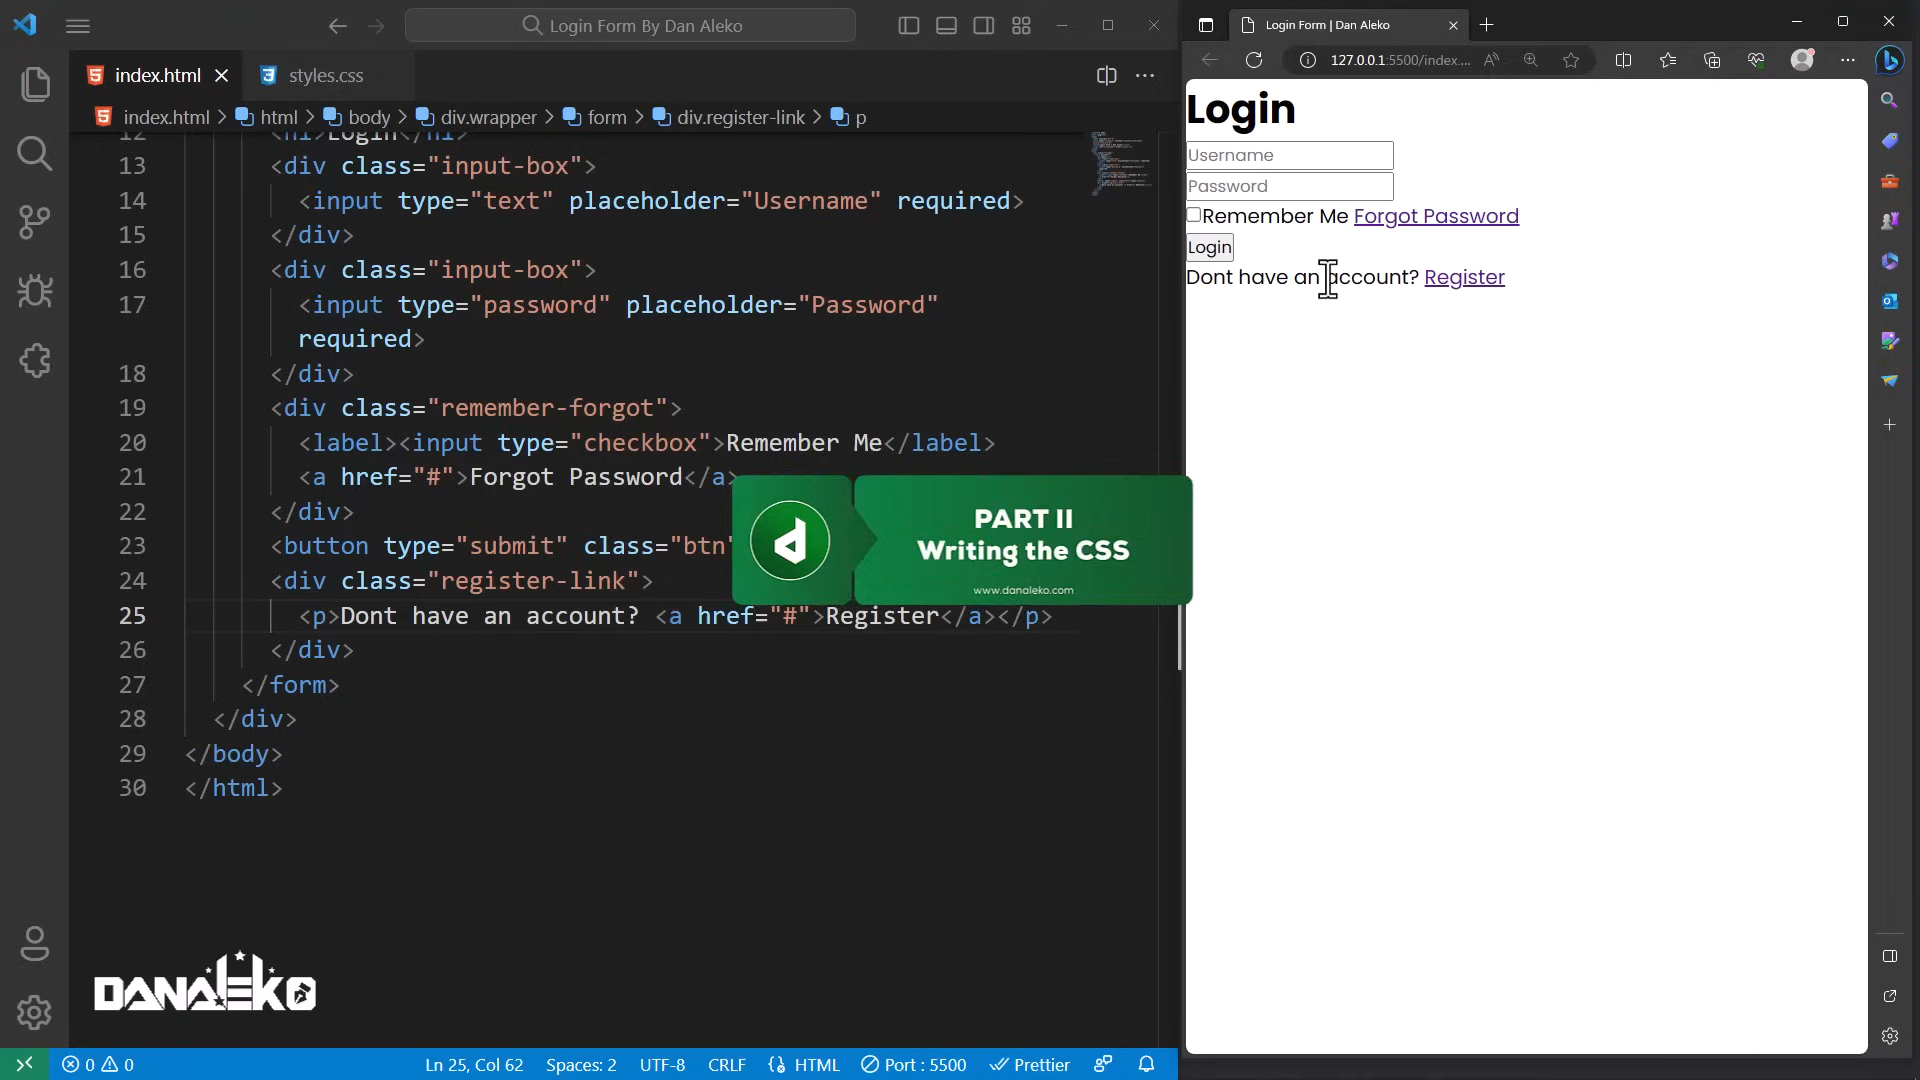 Login Form By Dan Aleko
index.html
styles.css
index.html > html > body > div.wrapper > form > div.register-link > p
13 <div class="input-box">
14 <input type="text" placeholder="Username" required>
15 </div>
16 <div class="input-box">
17 <input type="password" placeholder="Password"
required>
18 </div>
19 <div class="remember-forgot">
20 <label><input type="checkbox">Remember Me</label>
21 <a href="#">Forgot Password</a>
22 </div>
23 <button type="submit" class="btn"
24 <div class="register-link">
25 <p>Dont have an account? <a href="#">Register</a></p>
26 </div>
27 </form>
28 </div>
29 </body>
30 </html>
PART II
Writing the CSS
www.danaleko.com
DANALEKO
0 0
Ln 25, Col 62
Spaces: 2
UTF-8
CRLF
HTML
Port : 5500
Prettier
Login Form | Dan Aleko
127.0.0.1:5500/index....
Login
Username
Password
Remember Me Forgot Password
Login
Dont have an account? Register